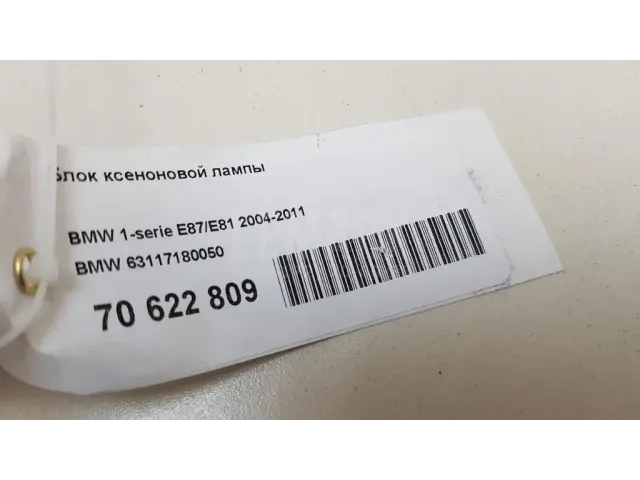 Блок ксеноновой лампы
BMW 1-serie E87/E81 2004-2011
BMW 63117180050
70 622 809